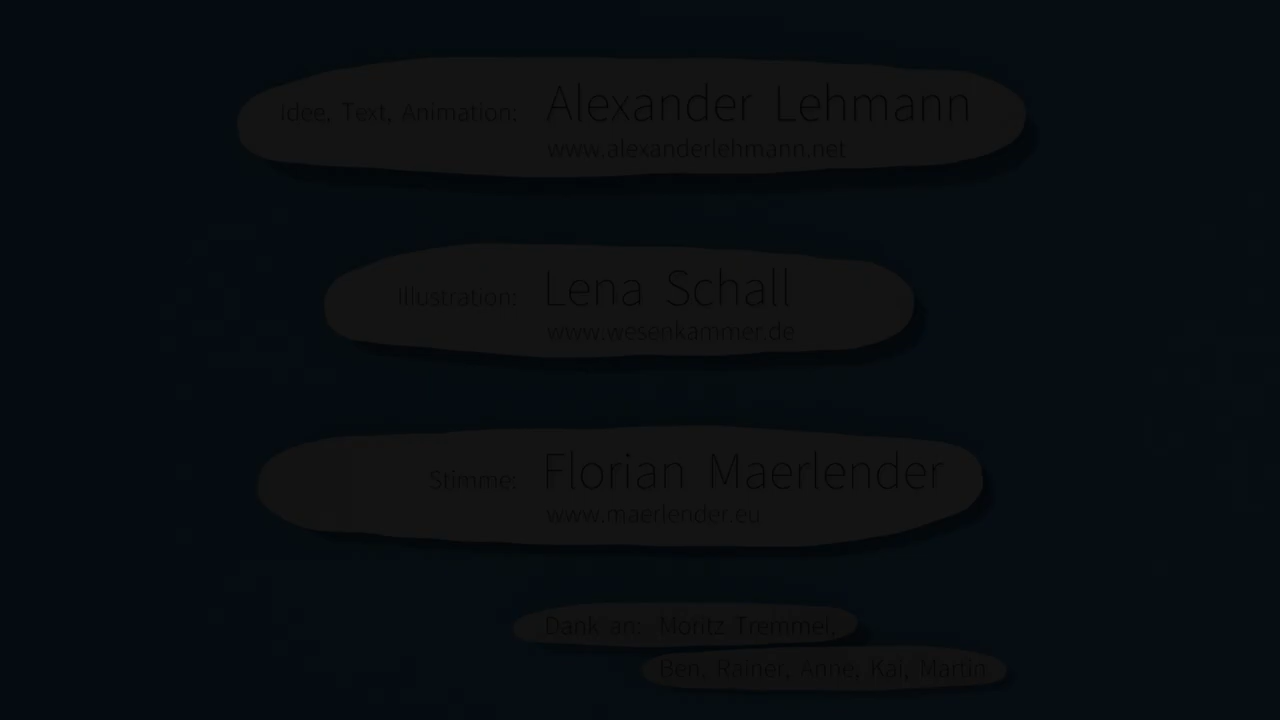 Idee, Text, Animation: Alexander Lehmann
www.alexanderlehmann.net
Illustration: Lena Schall
www.wesenkammer.de
Stimme: Florian Maerlender
www.maerlender.eu
Dank an: Moritz Tremmel,
Ben, Rainer, Anne, Kai, Martin